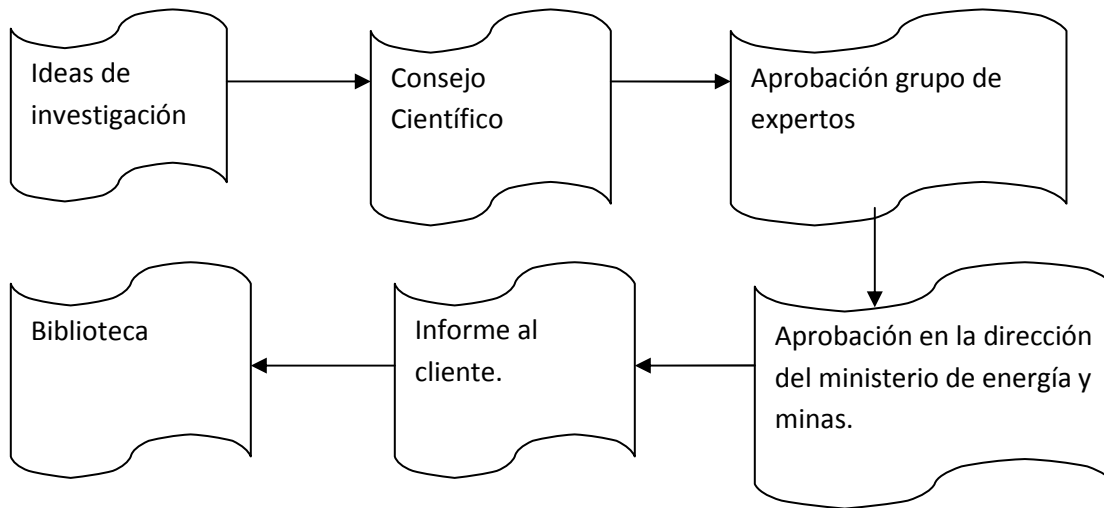 Ideas de
investigación
Consejo
Científico
Aprobación grupo de
expertos
Aprobación en la dirección
del ministerio de energía y
minas.
Informe al
cliente.
Biblioteca